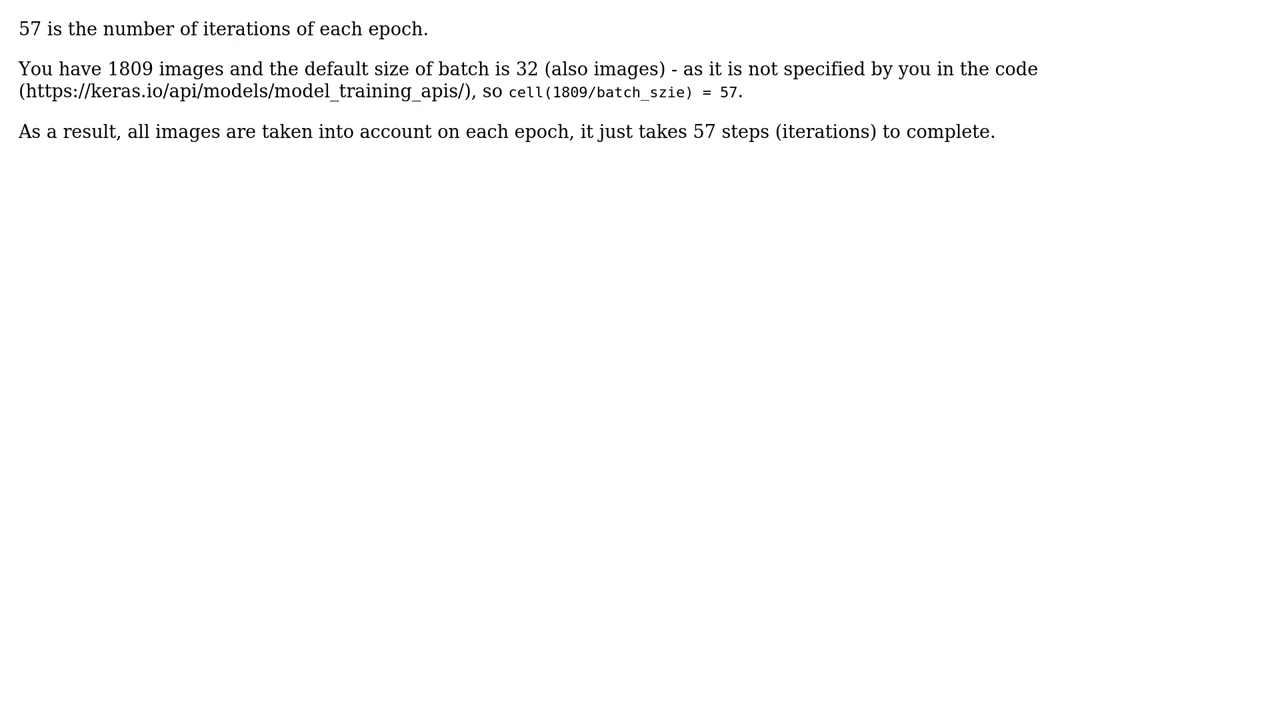 57 is the number of iterations of each epoch.
You have 1809 images and the default size of batch is 32 (also images) - as it is not specified by you in the code
(https://keras.io/api/models/model_training_apis/), so cell(1809/batch_szie) = 57.
As a result, all images are taken into account on each epoch, it just takes 57 steps (iterations) to complete.